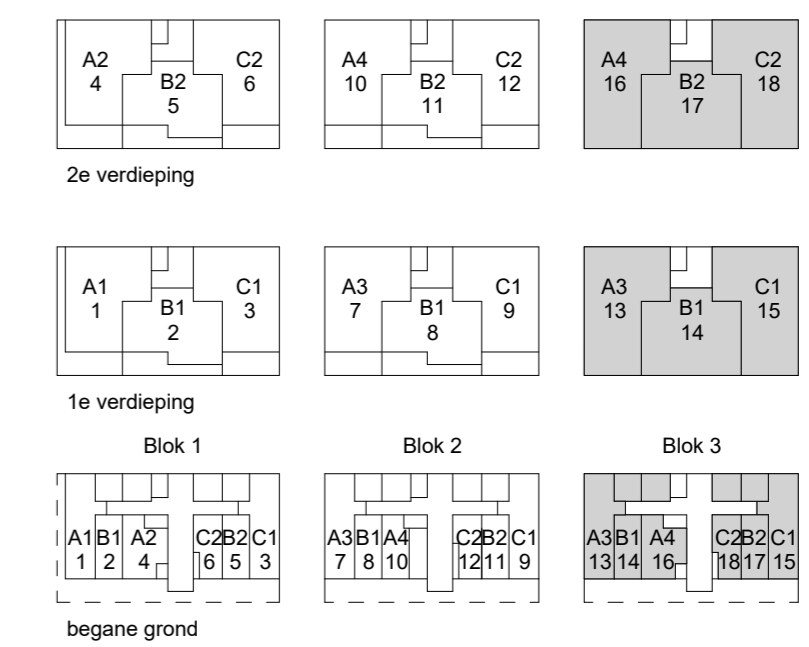 A2 C2 A4 C2 A4 C2
4 B2 6 10 B2 12 16 B2 18
5 11 17
2e verdieping
A1 C1 A3 C1 A3 C1
1 B1 3 7 B1 9 13 B1 15
2 8 14
1e verdieping
Blok 1 Blok 2 Blok 3
A1 B1 A2 C2 B2 C1 A3 B1 A4 C2 B2 C1 A3 B1 A4 C2 B2 C1
1 2 4 6 5 3 7 8 10 12 11 9 13 14 16 18 17 15
begane grond